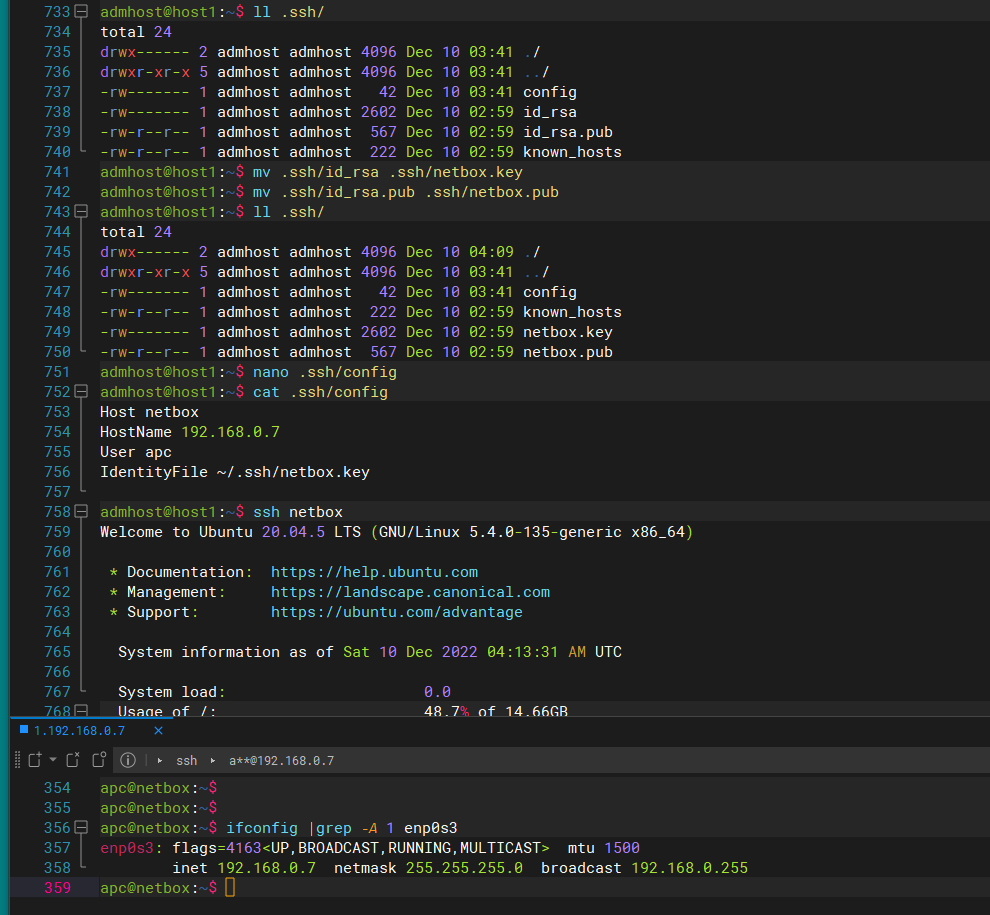 733 admhost@host1:~$ ll .ssh/
734 total 24
735 drwx------ 2 admhost admhost 4096 Dec 10 03:41 ./
736 drwxr-xr-x 5 admhost admhost 4096 Dec 10 03:41 ../
737 -rw------- 1 admhost admhost   42 Dec 10 03:41 config
738 -rw------- 1 admhost admhost 2602 Dec 10 02:59 id_rsa
739 -rw-r--r-- 1 admhost admhost  567 Dec 10 02:59 id_rsa.pub
740 -rw-r--r-- 1 admhost admhost  222 Dec 10 02:59 known_hosts
741 admhost@host1:~$ mv .ssh/id_rsa .ssh/netbox.key
742 admhost@host1:~$ mv .ssh/id_rsa.pub .ssh/netbox.pub
743 admhost@host1:~$ ll .ssh/
744 total 24
745 drwx------ 2 admhost admhost 4096 Dec 10 04:09 ./
746 drwxr-xr-x 5 admhost admhost 4096 Dec 10 03:41 ../
747 -rw------- 1 admhost admhost   42 Dec 10 03:41 config
748 -rw-r--r-- 1 admhost admhost  222 Dec 10 02:59 known_hosts
749 -rw------- 1 admhost admhost 2602 Dec 10 02:59 netbox.key
750 -rw-r--r-- 1 admhost admhost  567 Dec 10 02:59 netbox.pub
751 admhost@host1:~$ nano .ssh/config
752 admhost@host1:~$ cat .ssh/config
753 Host netbox
754 HostName 192.168.0.7
755 User apc
756 IdentityFile ~/.ssh/netbox.key
757
758 admhost@host1:~$ ssh netbox
759 Welcome to Ubuntu 20.04.5 LTS (GNU/Linux 5.4.0-135-generic x86_64)
760
761  * Documentation:  https://help.ubuntu.com
762  * Management:     https://landscape.canonical.com
763  * Support:        https://ubuntu.com/advantage
764
765   System information as of Sat 10 Dec 2022 04:13:31 AM UTC
766
767   System load:                      0.0
768   Usage of /:                       48.7% of 14.66GB
1.192.168.0.7
ssh a**@192.168.0.7
354 apc@netbox:~$
355 apc@netbox:~$
356 apc@netbox:~$ ifconfig |grep -A 1 enp0s3
357 enp0s3: flags=4163<UP,BROADCAST,RUNNING,MULTICAST>  mtu 1500
358         inet 192.168.0.7  netmask 255.255.255.0  broadcast 192.168.0.255
359 apc@netbox:~$